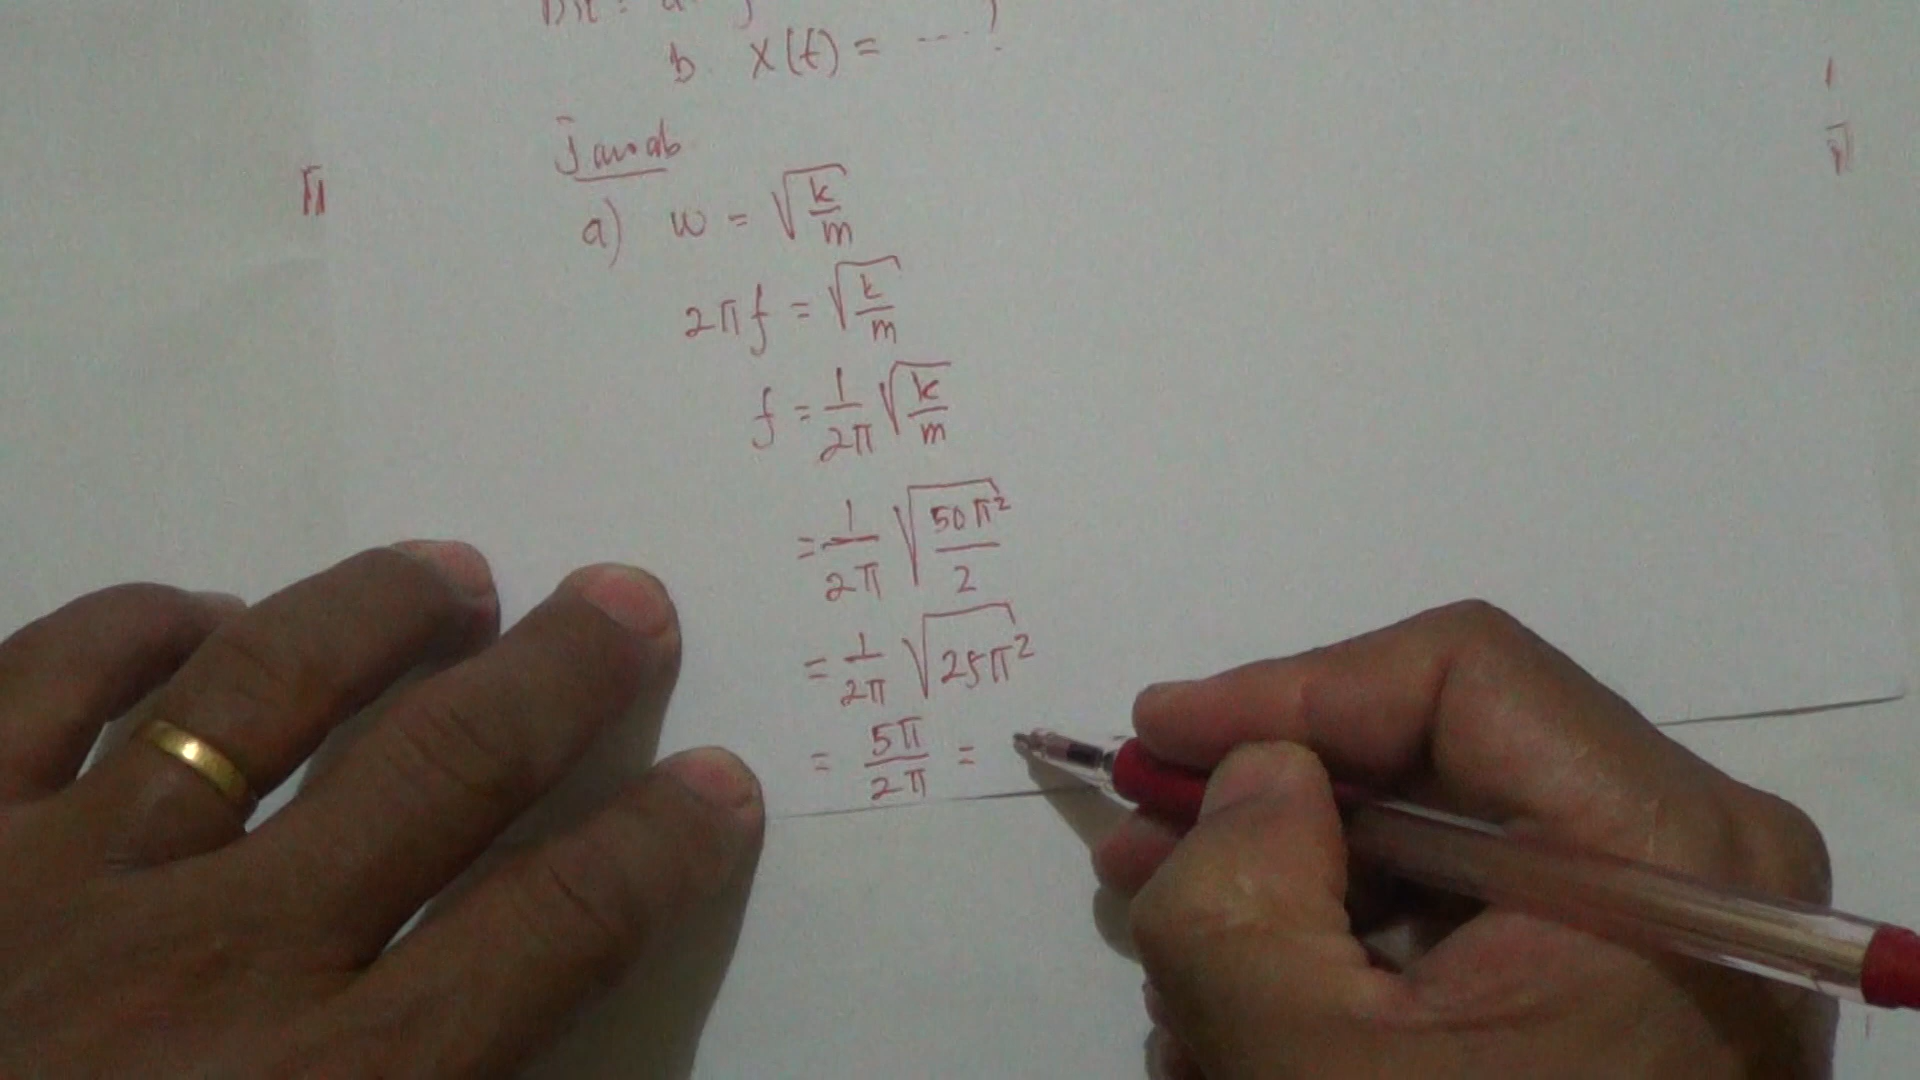 b. X(t) = ...?
Jawab
a) w = √(k/m)
2πf = √(k/m)
f = 1/2π √(k/m)
= 1/2π √(50π²/2)
= 1/2π √25π²
= 5π/2π =